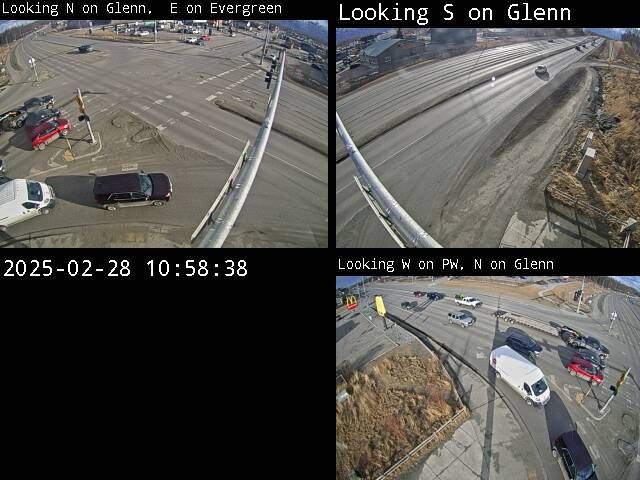 Looking N on Glenn,  E on Evergreen
Looking S on Glenn
2025-02-28 10:58:38
Looking W on PW, N on Glenn